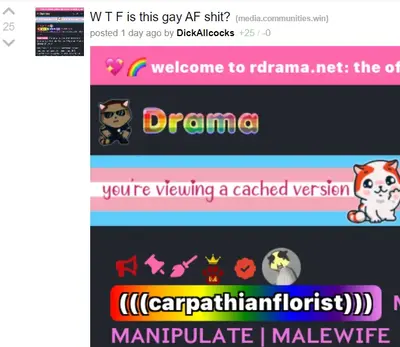 W T F is this gay AF shit? (media.communities.win)
25
posted 1 day ago by DickAllcocks +25 / -0
welcome to rdrama.net: the of
Drama
you're viewing a cached version
(((carpathianflorist)))
MANIPULATE | MALEWIFE